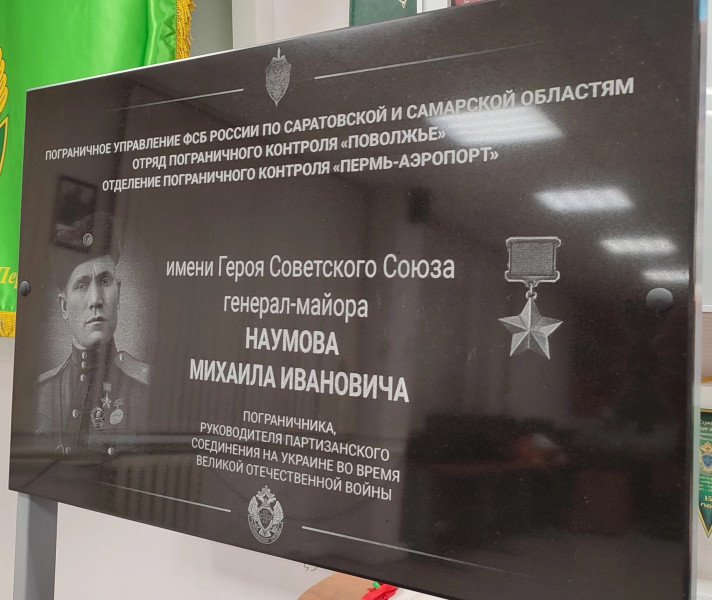 ПОГРАНИЧНОЕ УПРАВЛЕНИЕ ФСБ РОССИИ ПО САРАТОВСКОЙ И САМАРСКОЙ ОБЛАСТЯМ
ОТРЯД ПОГРАНИЧНОГО КОНТРОЛЯ «ПОВОЛЖЬЕ»
ОТДЕЛЕНИЕ ПОГРАНИЧНОГО КОНТРОЛЯ «ПЕРМЬ-АЭРОПОРТ»
имени Героя Советского Союза
генерал-майора
НАУМОВА
МИХАИЛА ИВАНОВИЧА
ПОГРАНИЧНИКА,
РУКОВОДИТЕЛЯ ПАРТИЗАНСКОГО
СОЕДИНЕНИЯ НА УКРАИНЕ ВО ВРЕМЯ
ВЕЛИКОЙ ОТЕЧЕСТВЕННОЙ ВОЙНЫ